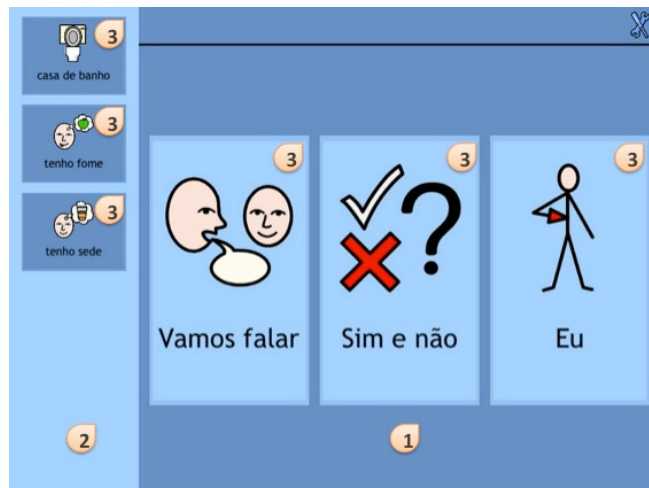 3
casa de banho
3
tenho fome
3
tenho sede
2
3
Vamos falar
3
?
Sim e não
3
Eu
1